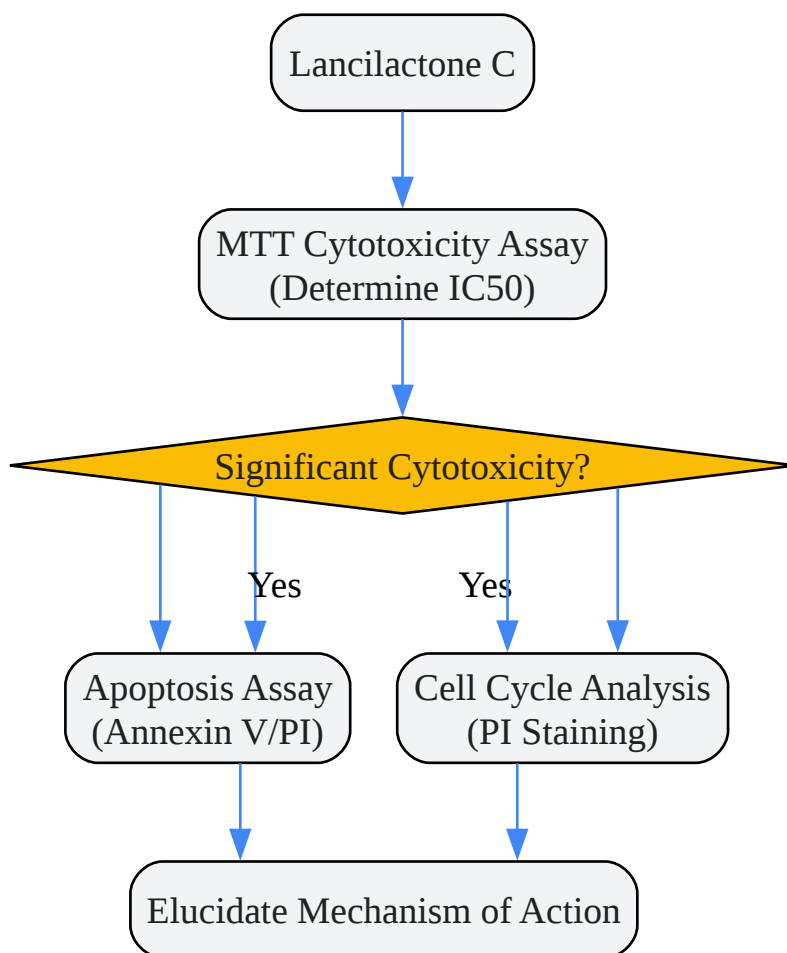 Lancilactone C
MTT Cytotoxicity Assay
(Determine IC50)
Significant Cytotoxicity?
Yes
Yes
Apoptosis Assay
(Annexin V/PI)
Cell Cycle Analysis
(PI Staining)
Elucidate Mechanism of Action